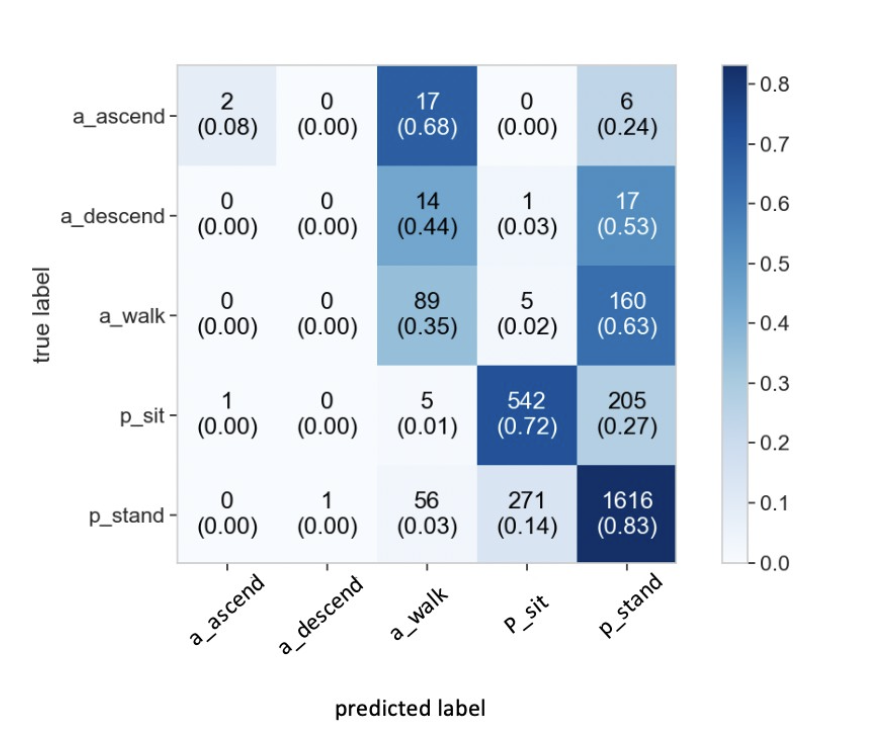 a_ascend
2 0 17 0 6
(0.08) (0.00) (0.68) (0.00) (0.24)
a_descend
0 0 14 1 17
(0.00) (0.00) (0.44) (0.03) (0.53)
true label
a_walk
0 0 89 5 160
(0.00) (0.00) (0.35) (0.02) (0.63)
p_sit
1 0 5 542 205
(0.00) (0.00) (0.01) (0.72) (0.27)
p_stand
0 1 56 271 1616
(0.00) (0.00) (0.03) (0.14) (0.83)
a_ascend a_descend a_walk P_sit p_stand
predicted label
0.8
0.7
0.6
0.5
0.4
0.3
0.2
0.1
0.0